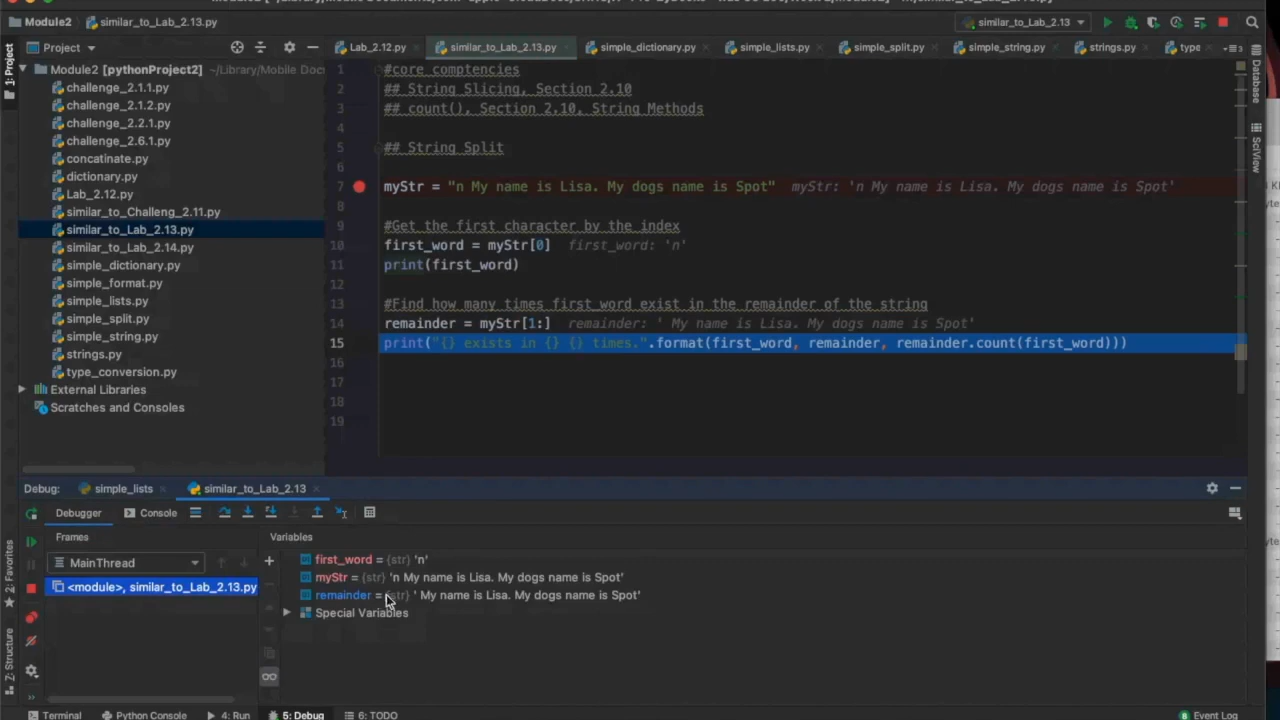 Module2
similar_to_Lab_2.13.py
similar_to_Lab_2.13
1: Project
Project
Lab_2.12.py
similar_to_Lab_2.13.py
simple_dictionary.py
simple_lists.py
simple_split.py
simple_string.py
strings.py
type
Database
SciView
Module2 [pythonProject2] ~/Library/Mobile Docs
challenge_2.1.1.py
challenge_2.1.2.py
challenge_2.2.1.py
challenge_2.6.1.py
concatinate.py
dictionary.py
Lab_2.12.py
similar_to_Challeng_2.11.py
similar_to_Lab_2.13.py
similar_to_Lab_2.14.py
simple_dictionary.py
simple_format.py
simple_lists.py
simple_split.py
simple_string.py
strings.py
type_conversion.py
External Libraries
Scratches and Consoles
1 #core comptencies
2 ## String Slicing, Section 2.10
3 ## count(), Section 2.10, String Methods
4
5 ## String Split
6
7 myStr = "n My name is Lisa. My dogs name is Spot" myStr: 'n My name is Lisa. My dogs name is Spot'
8
9 #Get the first character by the index
10 first_word = myStr[0] first_word: 'n'
11 print(first_word)
12
13 #Find how many times first_word exist in the remainder of the string
14 remainder = myStr[1:] remainder: ' My name is Lisa. My dogs name is Spot'
15 print("{} exists in {} {} times.".format(first_word, remainder, remainder.count(first_word)))
16
17
18
19
Debug: simple_lists similar_to_Lab_2.13
Debugger Console
Frames Variables
MainThread
<module>, similar_to_Lab_2.13.py
first_word = {str} 'n'
myStr = {str} 'n My name is Lisa. My dogs name is Spot'
remainder = {str} ' My name is Lisa. My dogs name is Spot'
Special Variables
2: Favorites
Z: Structure
Terminal Python Console 4: Run 5: Debug 6: TODO 8 Event Log